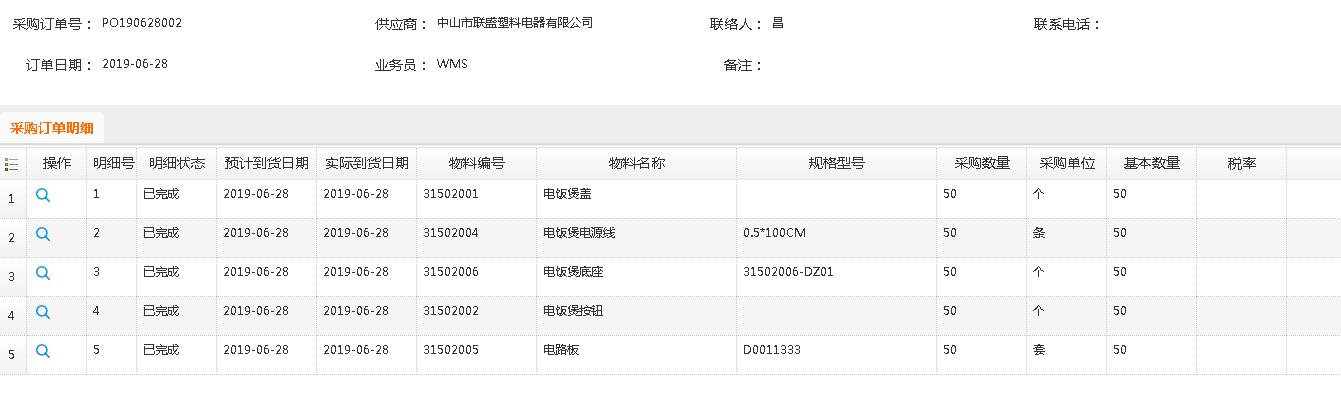 采购订单号： PO190628002 供应商： 中山市联盛塑料电器有限公司 联络人： 昌 联系电话：
订单日期： 2019-06-28 业务员： WMS 备注：
采购订单明细
操作 明细号 明细状态 预计到货日期 实际到货日期 物料编号 物料名称 规格型号 采购数量 采购单位 基本数量 税率
1 1 已完成 2019-06-28 2019-06-28 31502001 电饭煲盖 50 个 50
2 2 已完成 2019-06-28 2019-06-28 31502004 电饭煲电源线 0.5*100CM 50 条 50
3 3 已完成 2019-06-28 2019-06-28 31502006 电饭煲底座 31502006-DZ01 50 个 50
4 4 已完成 2019-06-28 2019-06-28 31502002 电饭煲按钮 50 个 50
5 5 已完成 2019-06-28 2019-06-28 31502005 电路板 D0011333 50 套 50